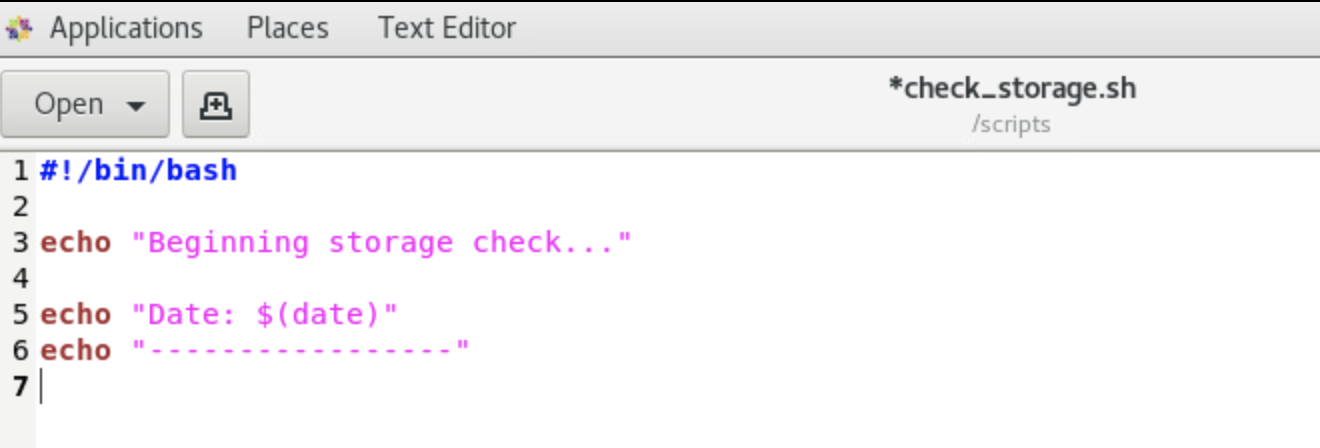 Applications Places Text Editor
Open *check_storage.sh
/scripts
1 #!/bin/bash
2
3 echo "Beginning storage check..."
4
5 echo "Date: $(date)"
6 echo "-----------------"
7